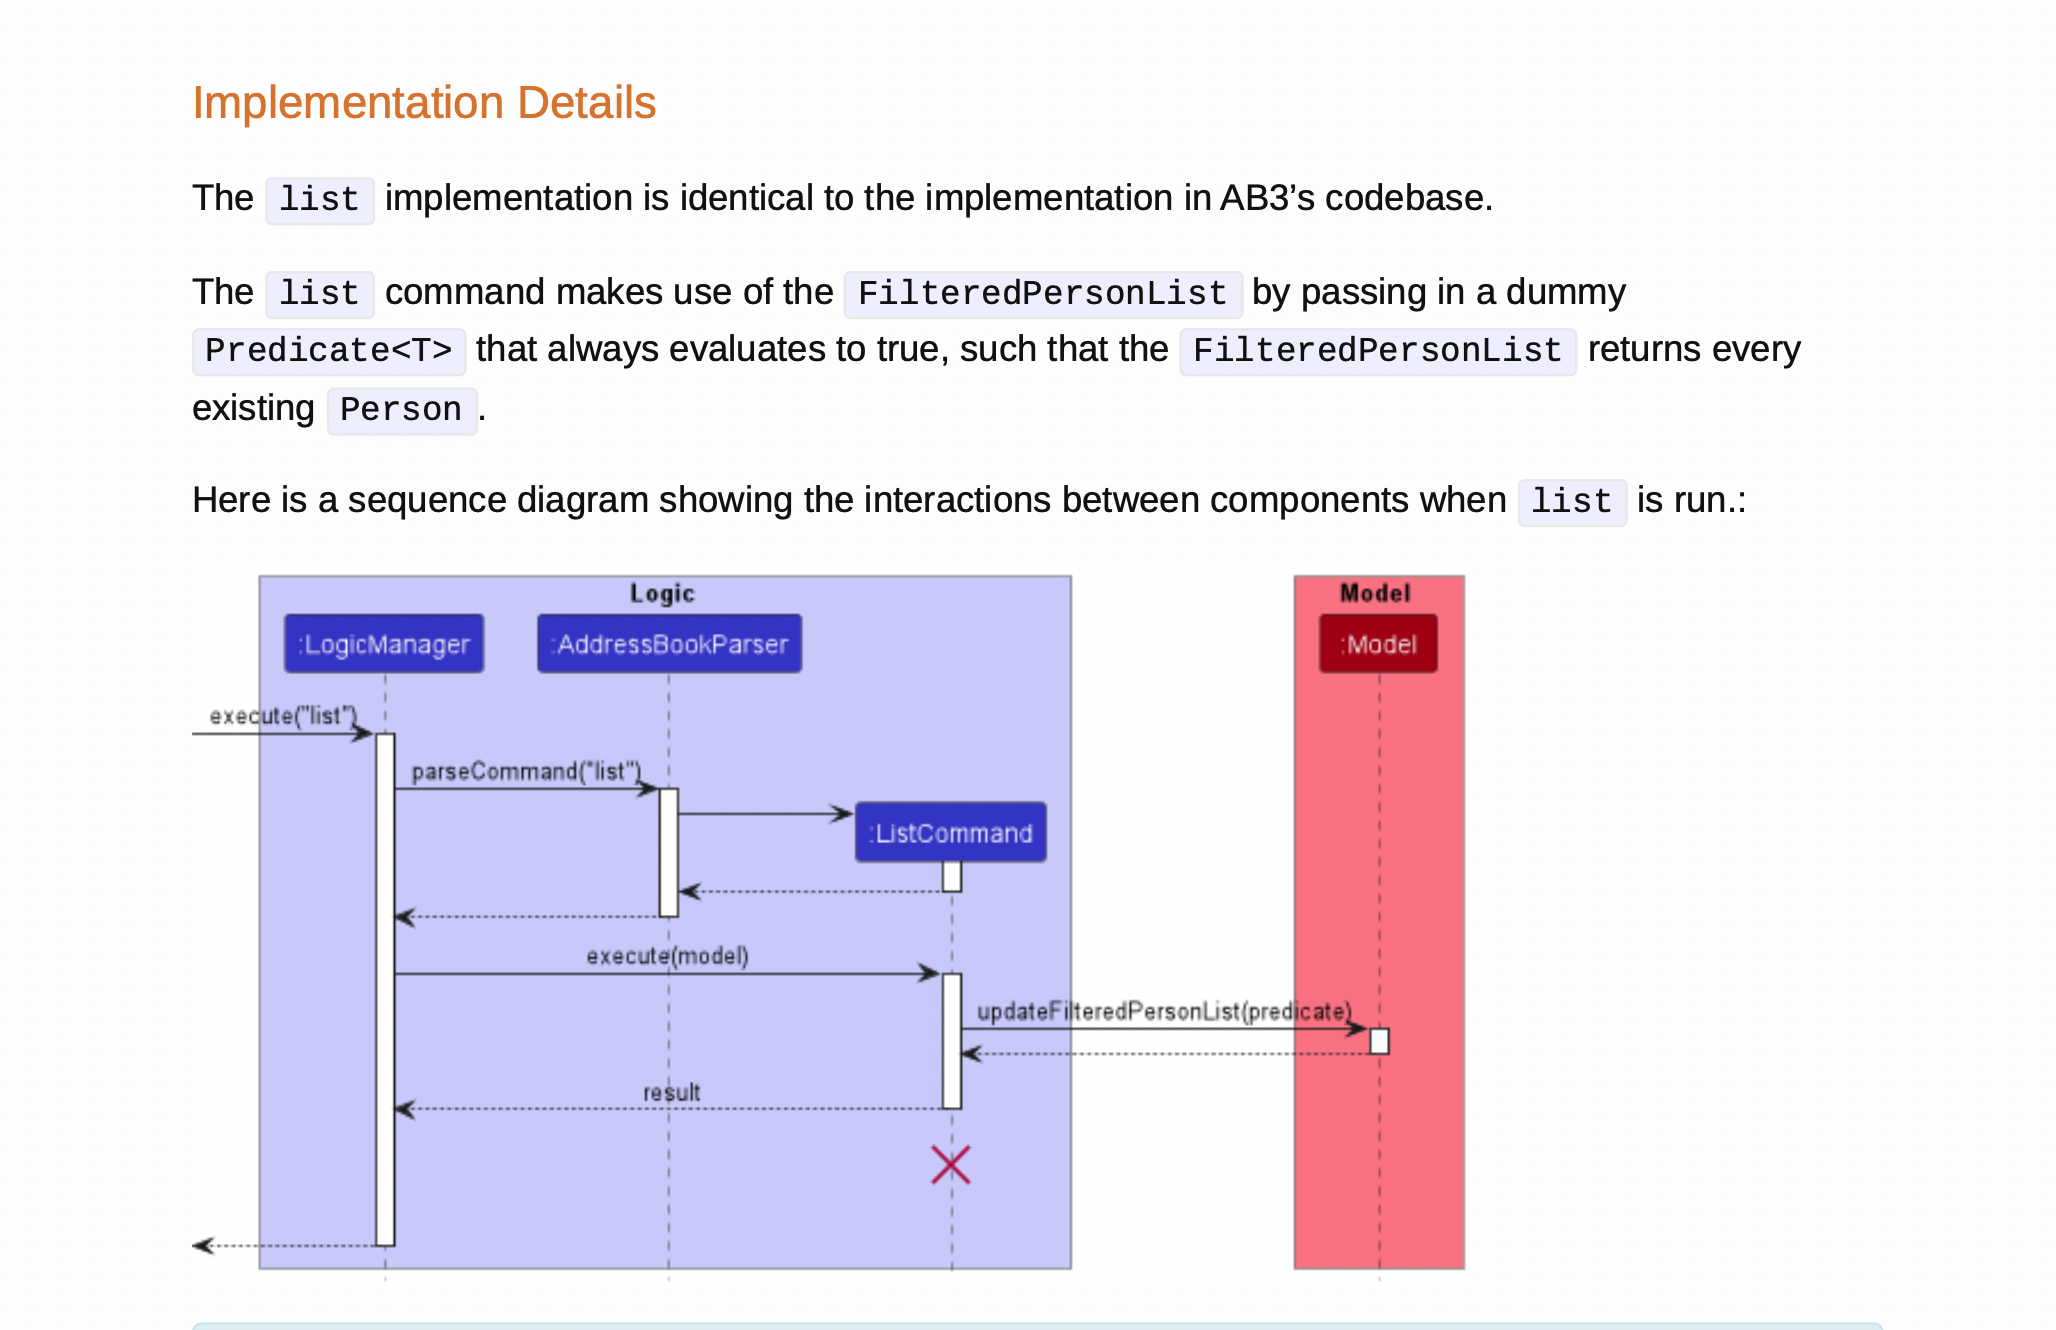 Implementation Details
The list implementation is identical to the implementation in AB3’s codebase.
The list command makes use of the FilteredPersonList by passing in a dummy
Predicate<T> that always evaluates to true, such that the FilteredPersonList returns every
existing Person.
Here is a sequence diagram showing the interactions between components when list is run.:
Logic
Model
:LogicManager
:AddressBookParser
:Model
execute("list")
parseCommand("list")
:ListCommand
execute(model)
updateFilteredPersonList(predicate)
result